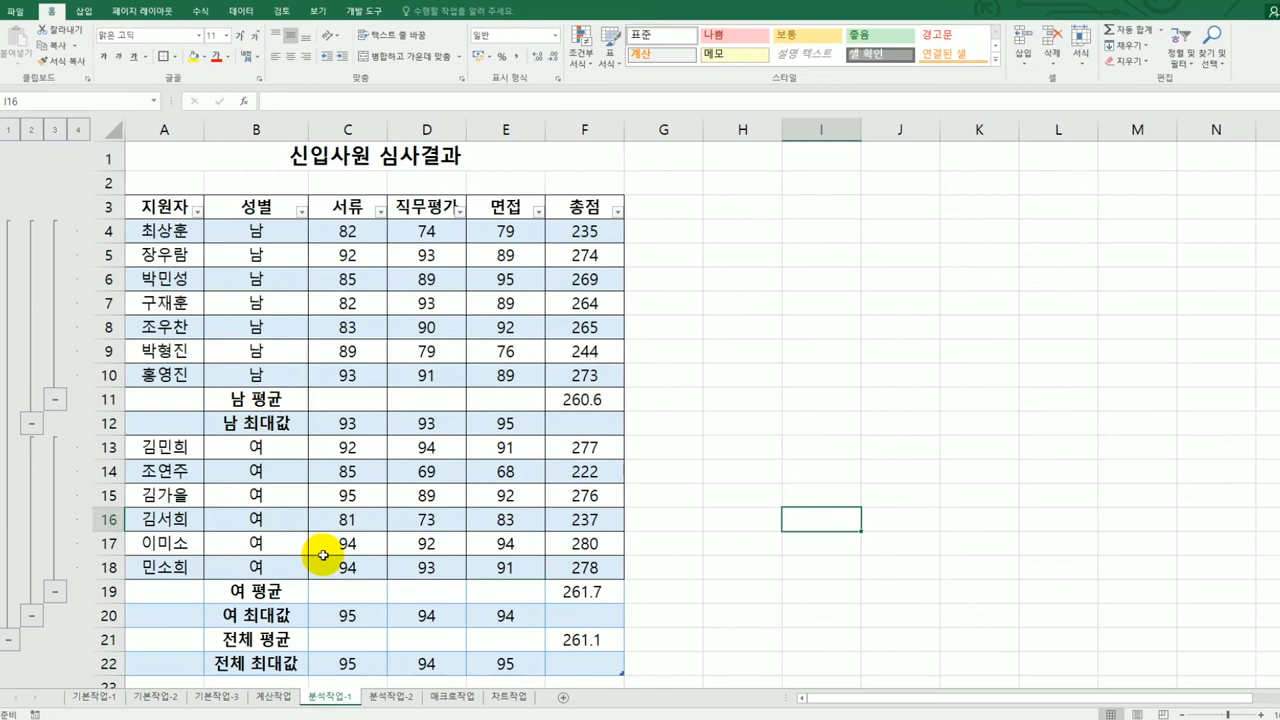 파일 홈 삽입 페이지 레이아웃 수식 데이터 검토 보기 개발 도구 수행할 작업을 알려 주세요.
잘라내기 맑은 고딕 11 텍스트 줄 바꿈 일반 표준 나쁨 보통 좋음 경고문 자동 합계
붙여넣기 복사 조건부 서식 표 서식 채우기
서식 복사 병합하고 가운데 맞춤 계산 메모 설명 텍스트 셀 확인 연결된 셀 삽입 삭제 서식 지우기 정렬 및 필터 찾기 및 선택
클립보드 글꼴 맞춤 표시 형식 스타일 셀 편집
I16 fx
1 2 3 4 A B C D E F G H I J K L M N
1 신입사원 심사결과
2
3 지원자 성별 서류 직무평가 면접 총점
4 최상훈 남 82 74 79 235
5 장우람 남 92 93 89 274
6 박민성 남 85 89 95 269
7 구재훈 남 82 93 89 264
8 조우찬 남 83 90 92 265
9 박형진 남 89 79 76 244
10 홍영진 남 93 91 89 273
11 남 평균 260.6
12 남 최대값 93 93 95
13 김민희 여 92 94 91 277
14 조연주 여 85 69 68 222
15 김가을 여 95 89 92 276
16 김서희 여 81 73 83 237
17 이미소 여 94 92 94 280
18 민소희 여 94 93 91 278
19 여 평균 261.7
20 여 최대값 95 94 94
21 전체 평균 261.1
22 전체 최대값 95 94 95
23
기본작업-1 기본작업-2 기본작업-3 계산작업 분석작업-1 분석작업-2 매크로작업 차트작업
준비